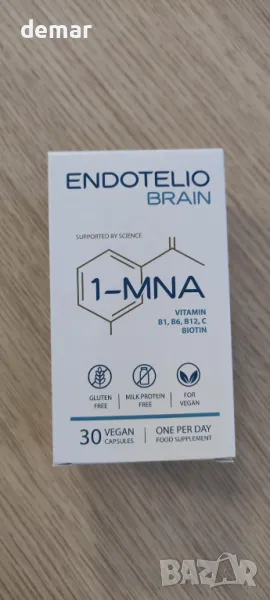 demar
ENDOTELIO
BRAIN
SUPPORTED BY SCIENCE
1-MNA
VITAMIN
B1, B6, B12, C
BIOTIN
GLUTEN
FREE
MILK PROTEIN
FREE
FOR
VEGAN
30 VEGAN
CAPSULES
ONE PER DAY
FOOD SUPPLEMENT
BAZAR